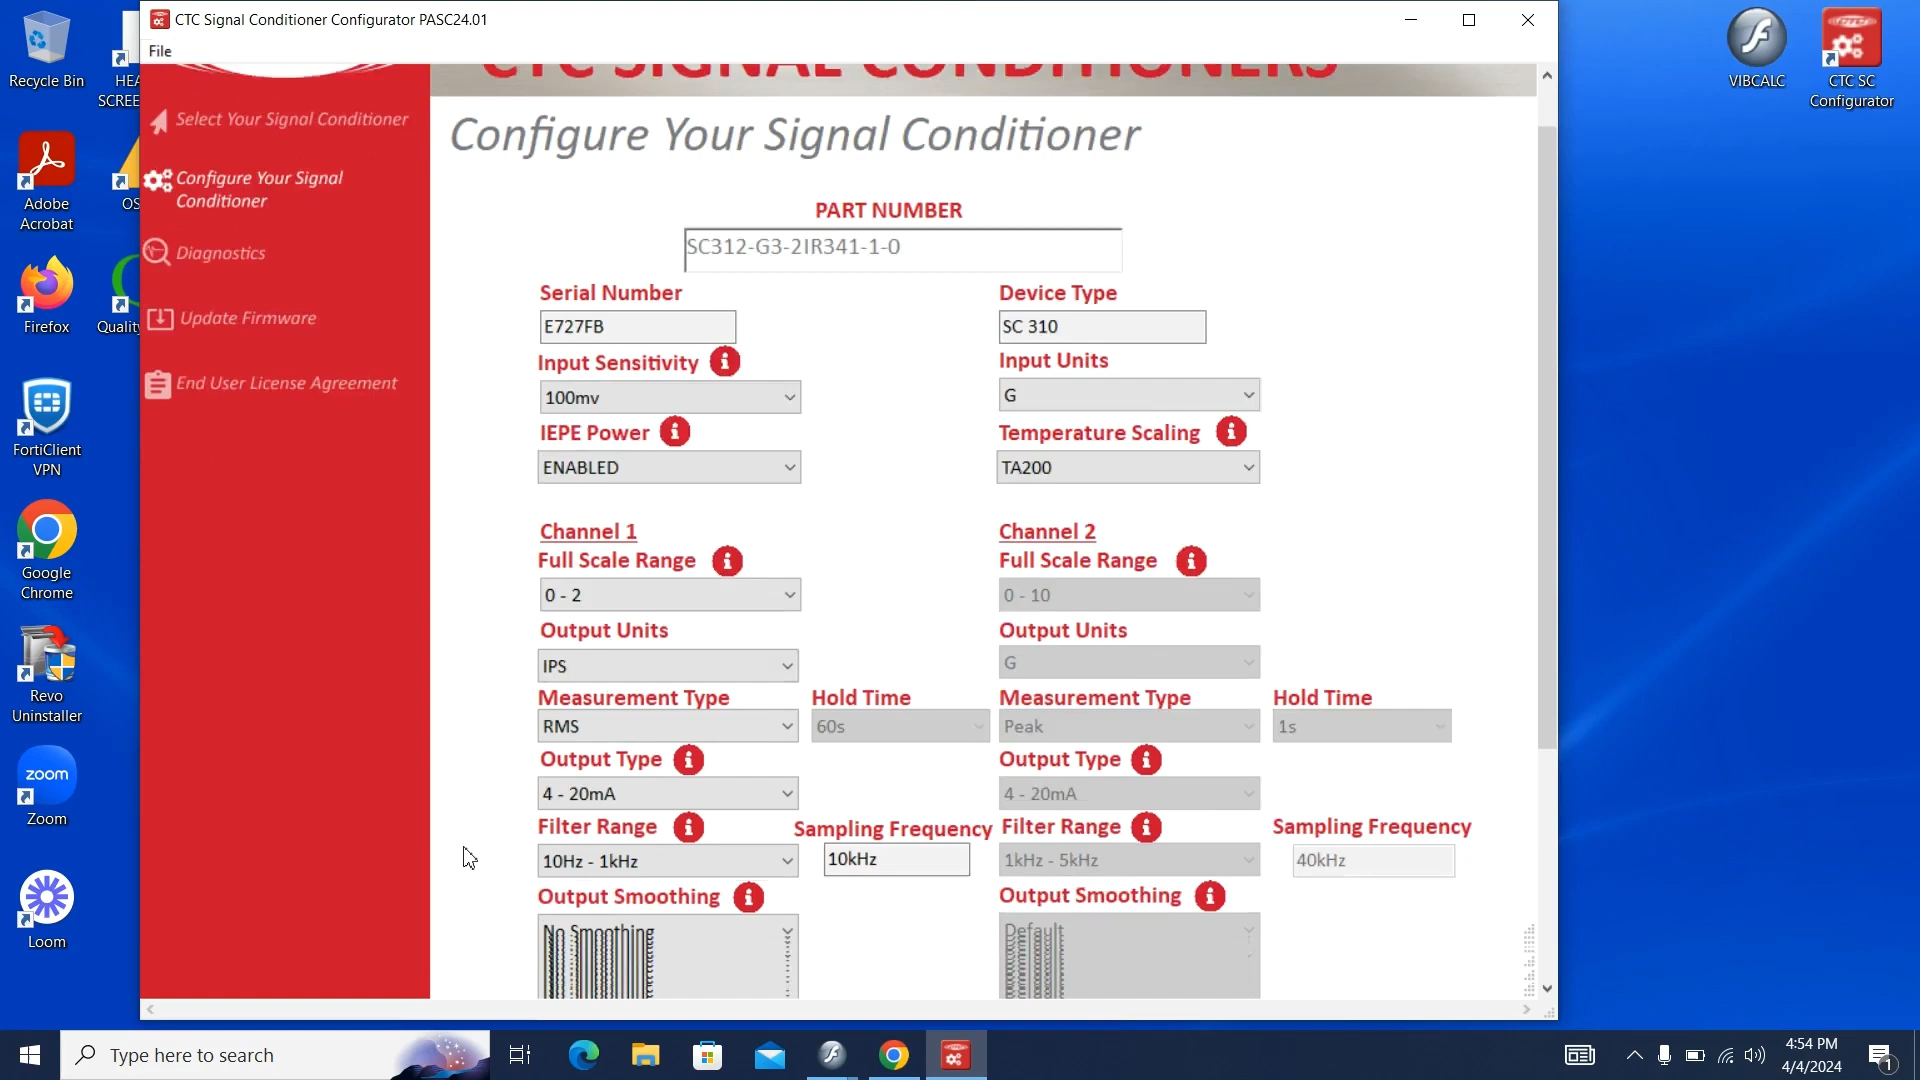 CTC Signal Conditioner Configurator PASC24.01
File
CTC SIGNAL CONDITIONERS
Select Your Signal Conditioner
Configure Your Signal
Conditioner
Diagnostics
Update Firmware
End User License Agreement
Configure Your Signal Conditioner
PART NUMBER
SC312-G3-2IR341-1-0
Serial Number
Device Type
E727FB
SC 310
Input Sensitivity
Input Units
100mv
G
IEPE Power
Temperature Scaling
ENABLED
TA200
Channel 1
Channel 2
Full Scale Range
Full Scale Range
0 - 2
0 - 10
Output Units
Output Units
IPS
G
Measurement Type
Hold Time
Measurement Type
Hold Time
RMS
60s
Peak
1s
Output Type
Output Type
4 - 20mA
4 - 20mA
Filter Range
Sampling Frequency
Filter Range
Sampling Frequency
10Hz - 1kHz
10kHz
1kHz - 5kHz
40kHz
Output Smoothing
Output Smoothing
No Smoothing
Default
Recycle Bin
HEA
SCREE
Adobe
Acrobat
OS
Firefox
Quality
FortiClient
VPN
Google
Chrome
Revo
Uninstaller
zoom
Zoom
Loom
VIBCALC
CTC SC
Configurator
Type here to search
4:54 PM
4/4/2024
1